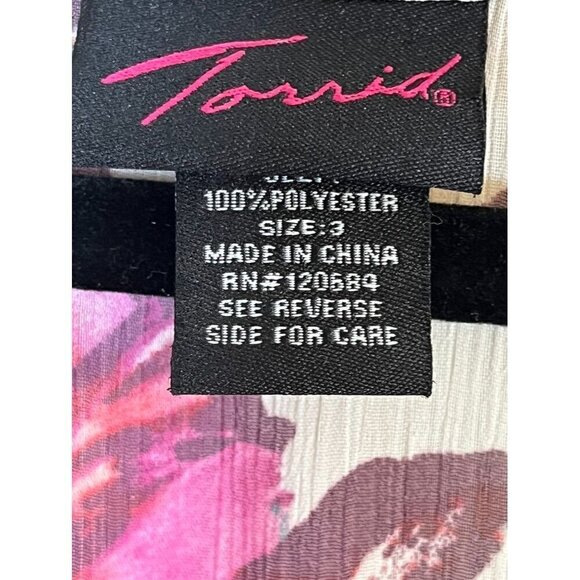 Torrid®
100%POLYESTER
SIZE:3
MADE IN CHINA
RN#120684
SEE REVERSE
SIDE FOR CARE